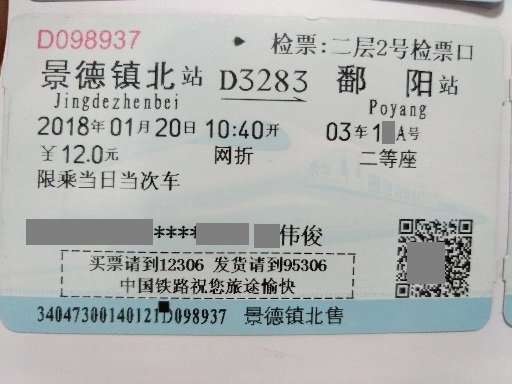 D098937 检票:二层2号检票口
景德镇北站 D3283 鄱阳站
Jingdezhenbei Poyang
2018年01月20日 10:40开 03车 1A号
￥12.0元 网折 二等座
限乘当日当次车
****伟俊
买票请到12306 发货请到95306
中国铁路祝您旅途愉快
34047300140121D098937 景德镇北售